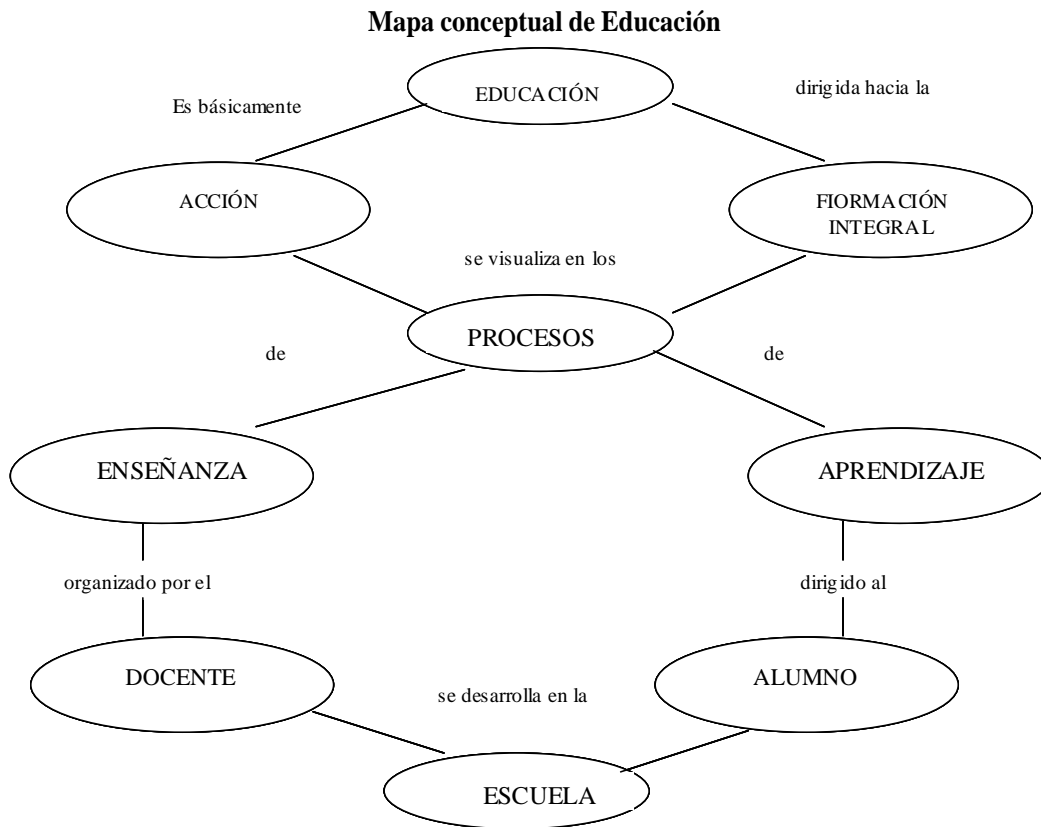 Mapa conceptual de Educación
EDUCACIÓN
Es básicamente
dirigida hacia la
ACCIÓN
FIORMACIÓN
INTEGRAL
se visualiza en los
PROCESOS
de
de
ENSEÑANZA
APRENDIZAJE
organizado por el
dirigido al
DOCENTE
ALUMNO
se desarrolla en la
ESCUELA